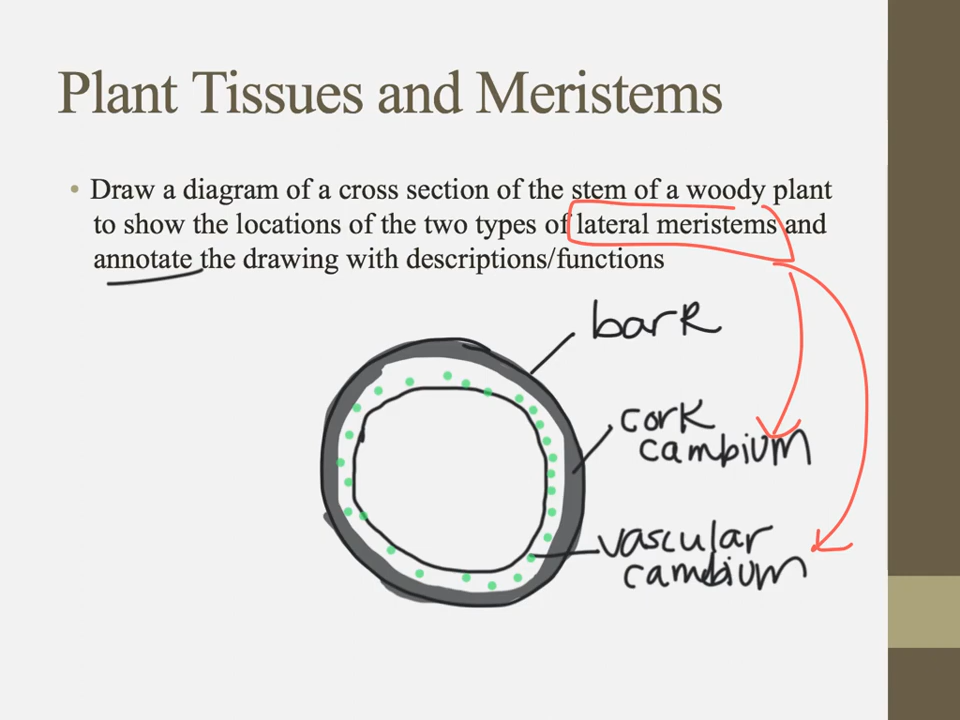 Plant Tissues and Meristems
• Draw a diagram of a cross section of the stem of a woody plant
to show the locations of the two types of lateral meristems and
annotate the drawing with descriptions/functions
bark
cork
cambium
vascular
cambium